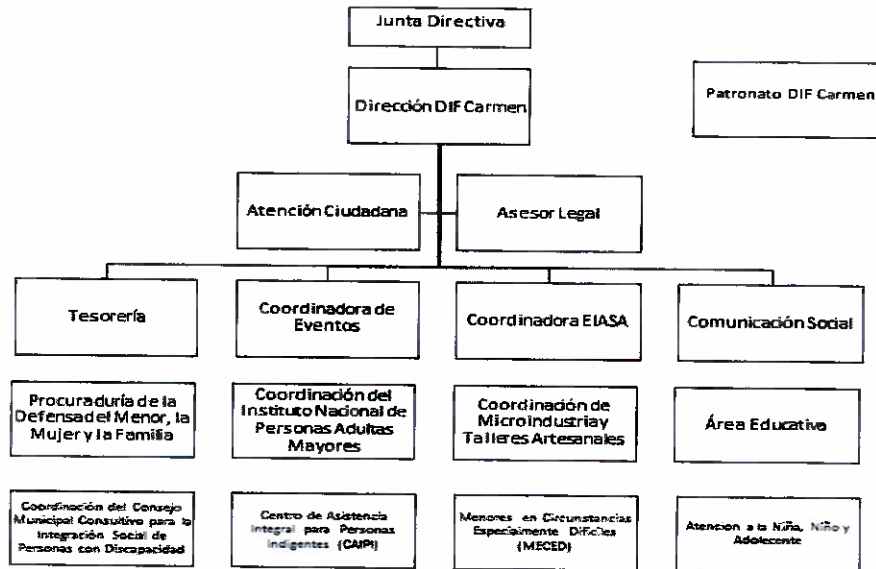 Junta Directiva
Dirección DIF Carmen
Patronato DIF Carmen
Atención Ciudadana
Asesor Legal
Tesorería
Coordinadora de
Eventos
Coordinadora EIASA
Comunicación Social
Procuraduría de la
Defensa del Menor, la
Mujer y la Familia
Coordinación del
Instituto Nacional de
Personas Adultas
Mayores
Coordinación de
Microindustria y
Talleres Artesanales
Área Educativa
Coordinación del Consejo
Municipal Consultivo para la
Integración Social de
Personas con Discapacidad
Centro de Asistencia
Integral para Personas
Indigentes (CAIPI)
Menores en Circunstancias
Especialmente Difíciles
(MECED)
Atención a la Niña, Niño y
Adolecente